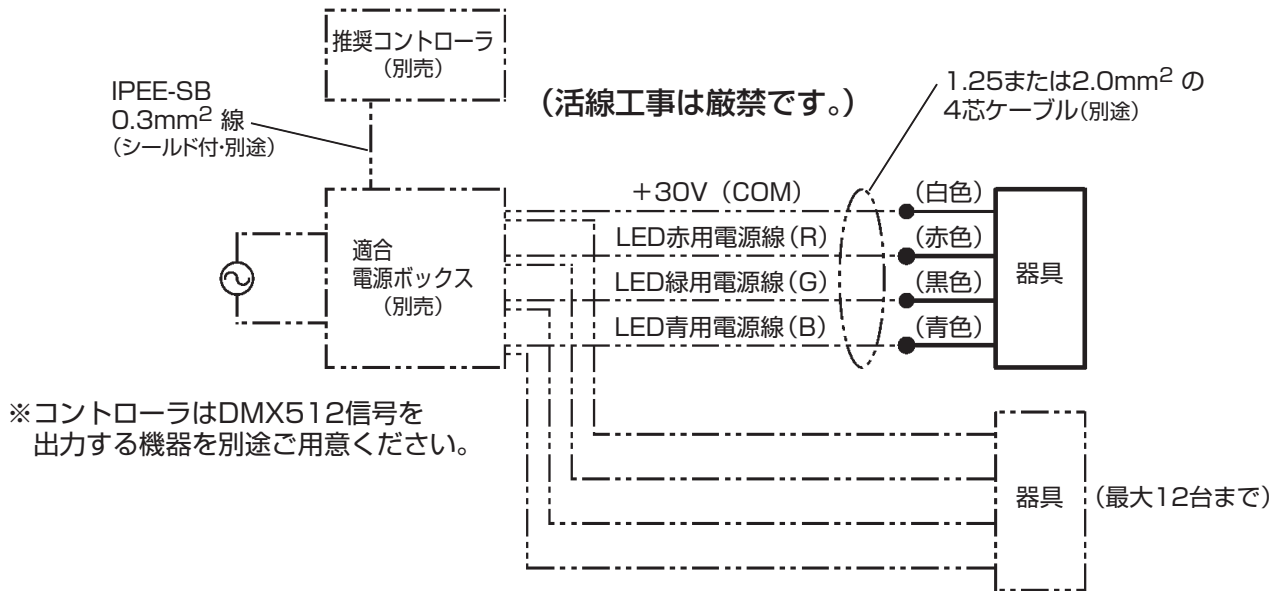 推奨コントローラ
（別売）
IPEE-SB
0.3mm² 線
（シールド付・別途）
（活線工事は厳禁です。）
1.25または2.0mm² の
4芯ケーブル（別途）
適合
電源ボックス
（別売）
＋30V（COM）
（白色）
LED赤用電源線（R）
（赤色）
LED緑用電源線（G）
（黒色）
LED青用電源線（B）
（青色）
器具
※コントローラはDMX512信号を
出力する機器を別途ご用意ください。
器具
（最大12台まで）